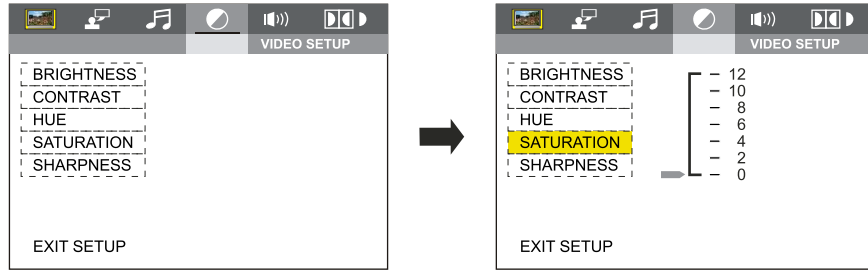 VIDEO SETUP
BRIGHTNESS
CONTRAST
HUE
SATURATION
SHARPNESS
EXIT SETUP
VIDEO SETUP
BRIGHTNESS
CONTRAST
HUE
SATURATION
SHARPNESS
12
10
8
6
4
2
0
EXIT SETUP